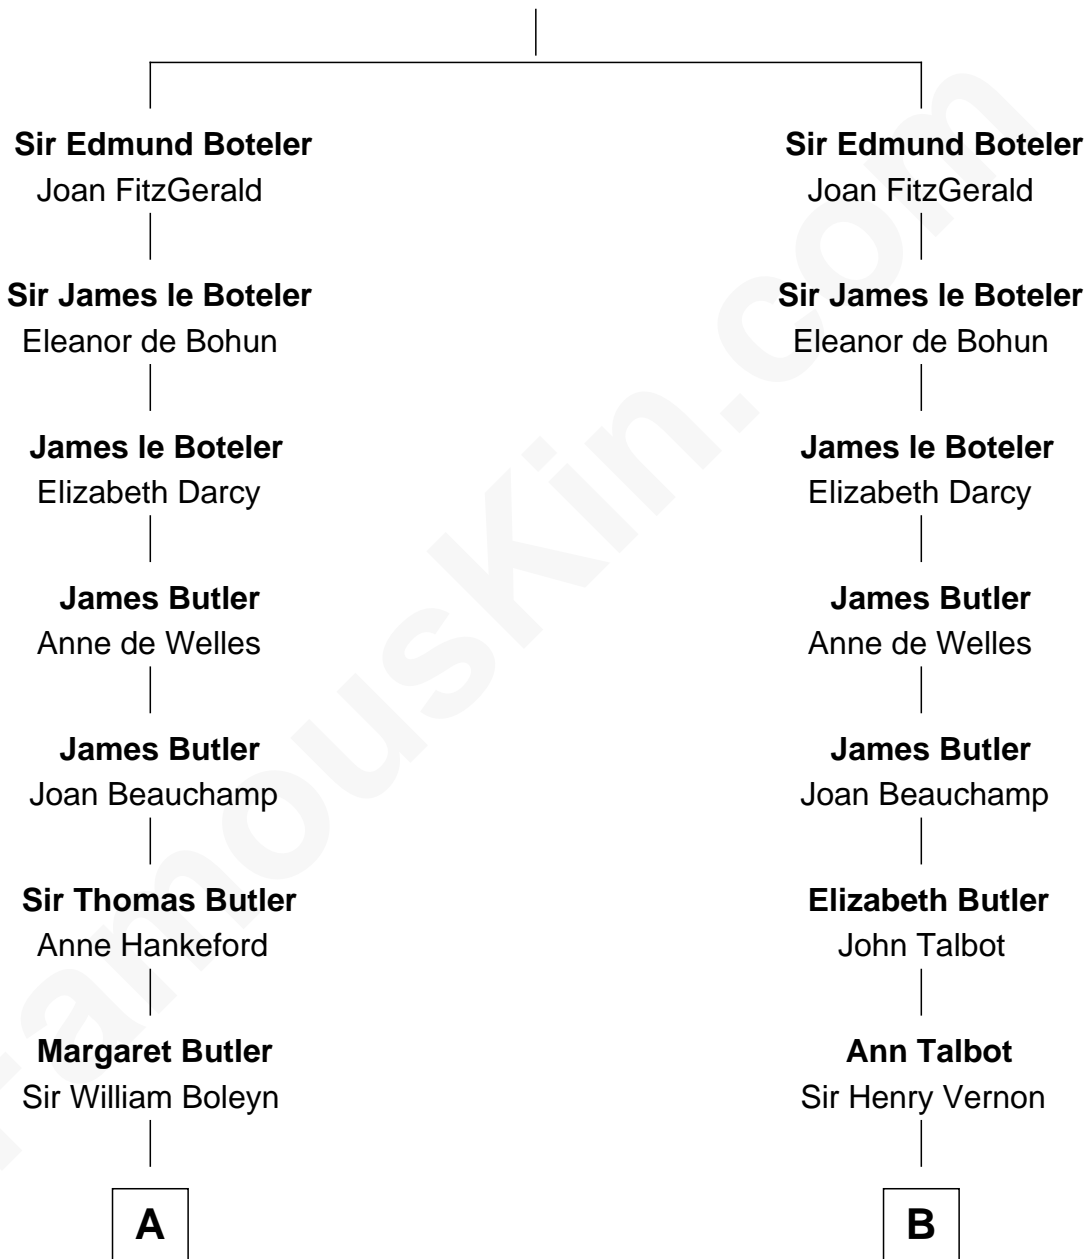 Sir Edmund Boteler
Joan FitzGerald
Sir James le Boteler
Eleanor de Bohun
James le Boteler
Elizabeth Darcy
James Butler
Anne de Welles
James Butler
Joan Beauchamp
Sir Thomas Butler
Anne Hankeford
Margaret Butler
Sir William Boleyn
A
Sir Edmund Boteler
Joan FitzGerald
Sir James le Boteler
Eleanor de Bohun
James le Boteler
Elizabeth Darcy
James Butler
Anne de Welles
James Butler
Joan Beauchamp
Elizabeth Butler
John Talbot
Ann Talbot
Sir Henry Vernon
B
FamousKin.com